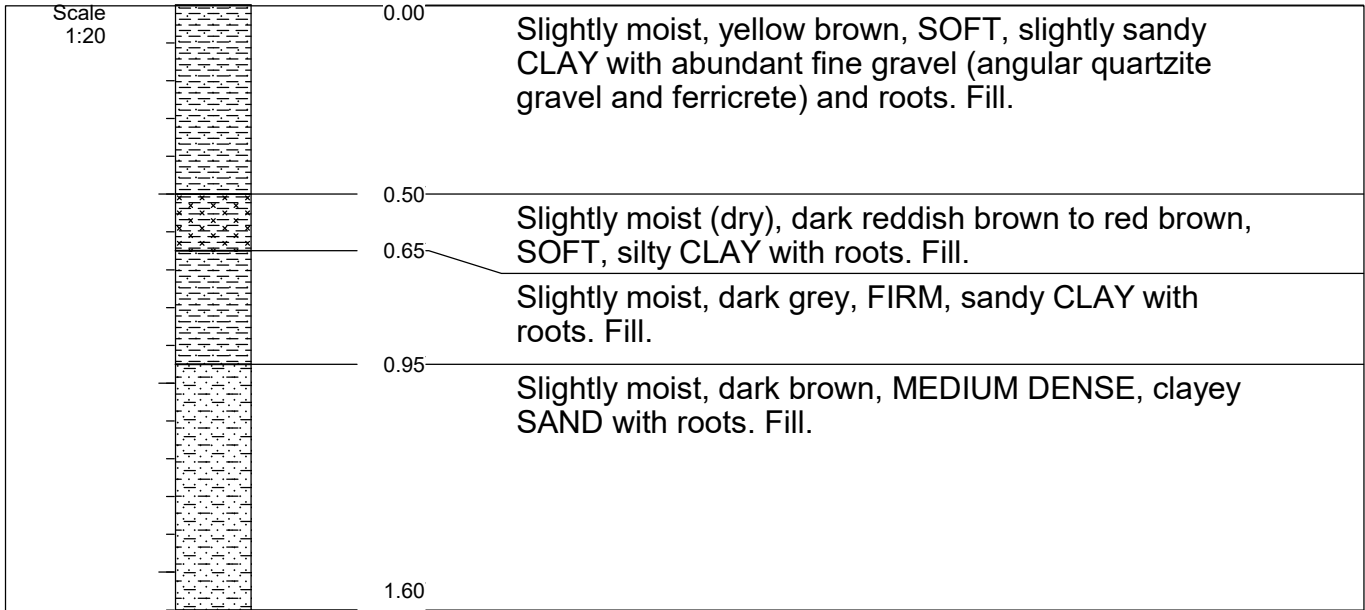 Scale
1:20
0.00
Slightly moist, yellow brown, SOFT, slightly sandy
CLAY with abundant fine gravel (angular quartzite
gravel and ferricrete) and roots. Fill.
0.50
Slightly moist (dry), dark reddish brown to red brown,
SOFT, silty CLAY with roots. Fill.
0.65
Slightly moist, dark grey, FIRM, sandy CLAY with
roots. Fill.
0.95
Slightly moist, dark brown, MEDIUM DENSE, clayey
SAND with roots. Fill.
1.60